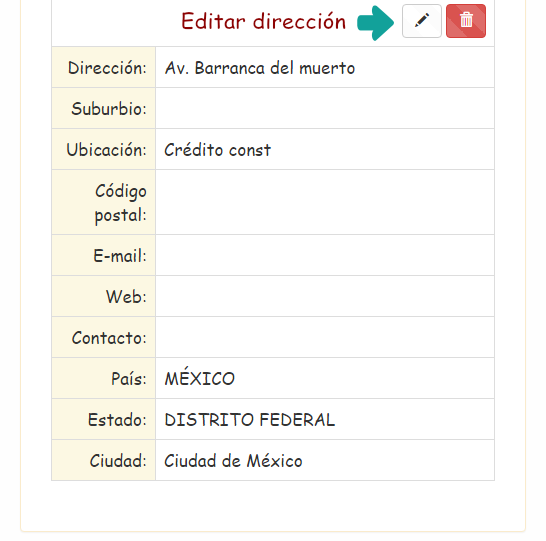 Editar dirección
Dirección: Av. Barranca del muerto
Suburbio:
Ubicación: Crédito const
Código
postal:
E-mail:
Web:
Contacto:
País: MÉXICO
Estado: DISTRITO FEDERAL
Ciudad: Ciudad de México